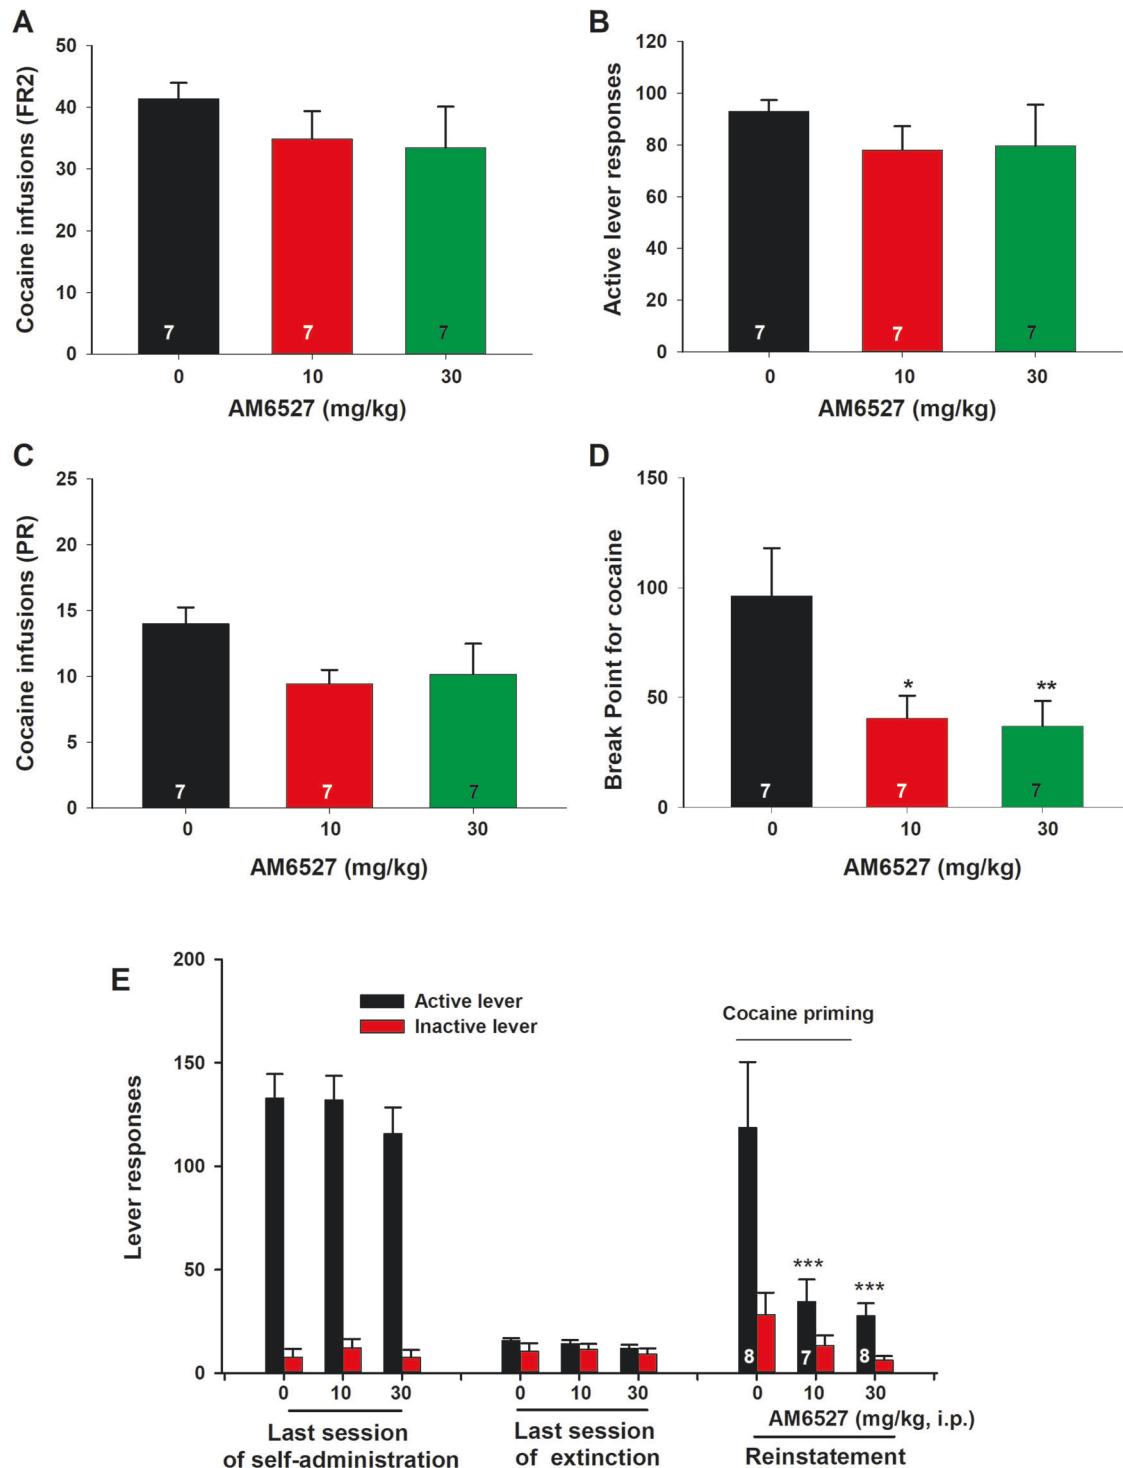 A
Cocaine infusions (FR2)
50
40
30
20
10
0
7
7
7
0
10
30
AM6527 (mg/kg)
B
Active lever responses
120
100
80
60
40
20
0
7
7
7
0
10
30
AM6527 (mg/kg)
C
Cocaine infusions (PR)
25
20
15
10
5
0
7
7
7
0
10
30
AM6527 (mg/kg)
D
Break Point for cocaine
150
100
50
0
*
**
7
7
7
0
10
30
AM6527 (mg/kg)
E
Lever responses
200
150
100
50
0
Active lever
Inactive lever
Cocaine priming
***
***
8
7
8
0
10
30
0
10
30
0
10
30
AM6527 (mg/kg, i.p.)
Last session
of self-administration
Last session
of extinction
Reinstatement